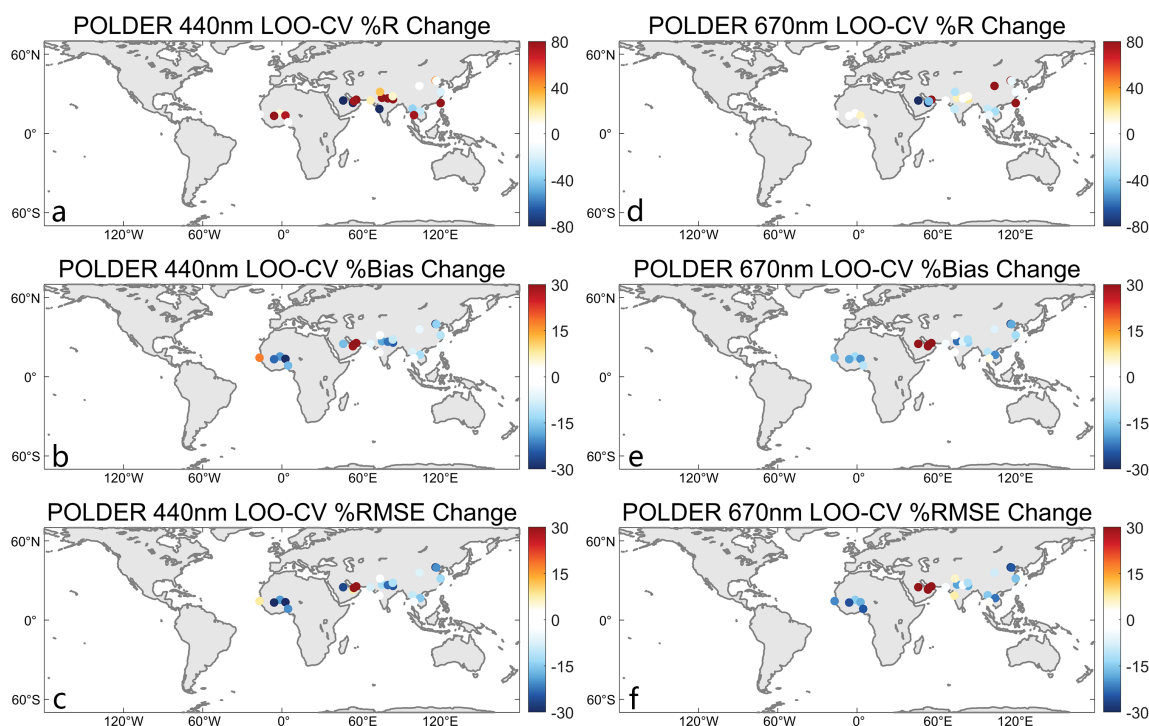 POLDER 440nm LOO-CV %R Change
60°N
0°
60°S
a
120°W 60°W 0° 60°E 120°E
80
40
0
-40
-80
POLDER 670nm LOO-CV %R Change
60°N
0°
60°S
d
120°W 60°W 0° 60°E 120°E
80
40
0
-40
-80
POLDER 440nm LOO-CV %Bias Change
60°N
0°
60°S
b
120°W 60°W 0° 60°E 120°E
30
15
0
-15
-30
POLDER 670nm LOO-CV %Bias Change
60°N
0°
60°S
e
120°W 60°W 0° 60°E 120°E
30
15
0
-15
-30
POLDER 440nm LOO-CV %RMSE Change
60°N
0°
60°S
c
120°W 60°W 0° 60°E 120°E
30
15
0
-15
-30
POLDER 670nm LOO-CV %RMSE Change
60°N
0°
60°S
f
120°W 60°W 0° 60°E 120°E
30
15
0
-15
-30